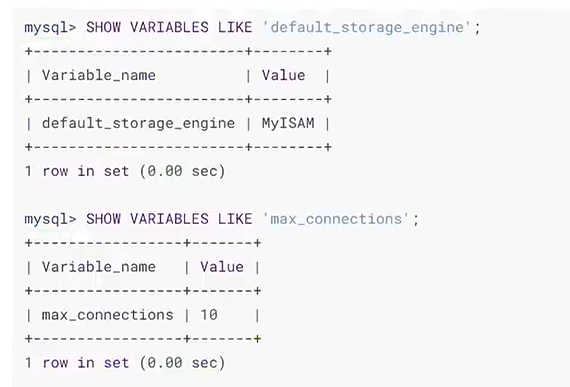 mysql> SHOW VARIABLES LIKE 'default_storage_engine';
+------------------------+--------+
| Variable_name          | Value  |
+------------------------+--------+
| default_storage_engine | MyISAM |
+------------------------+--------+
1 row in set (0.00 sec)

mysql> SHOW VARIABLES LIKE 'max_connections';
+-----------------+-------+
| Variable_name   | Value |
+-----------------+-------+
| max_connections | 10    |
+-----------------+-------+
1 row in set (0.00 sec)